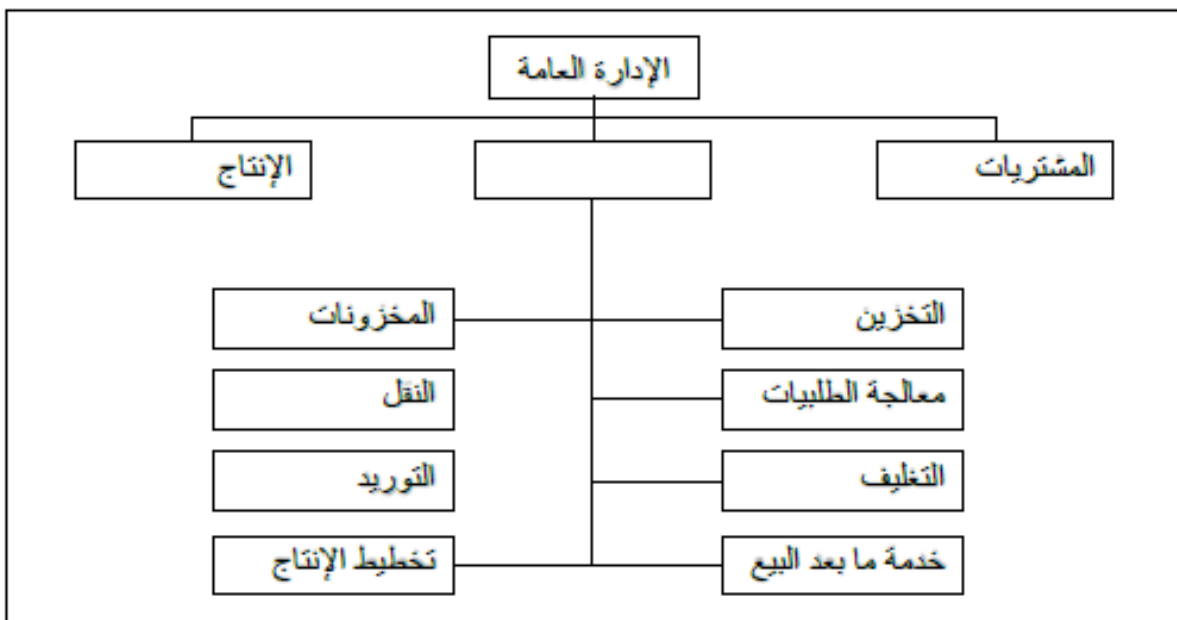 الإدارة العامة
المشتريات
الإنتاج
التخزين
المخزونات
معالجة الطلبيات
النقل
التغليف
التوريد
خدمة ما بعد البيع
تخطيط الإنتاج